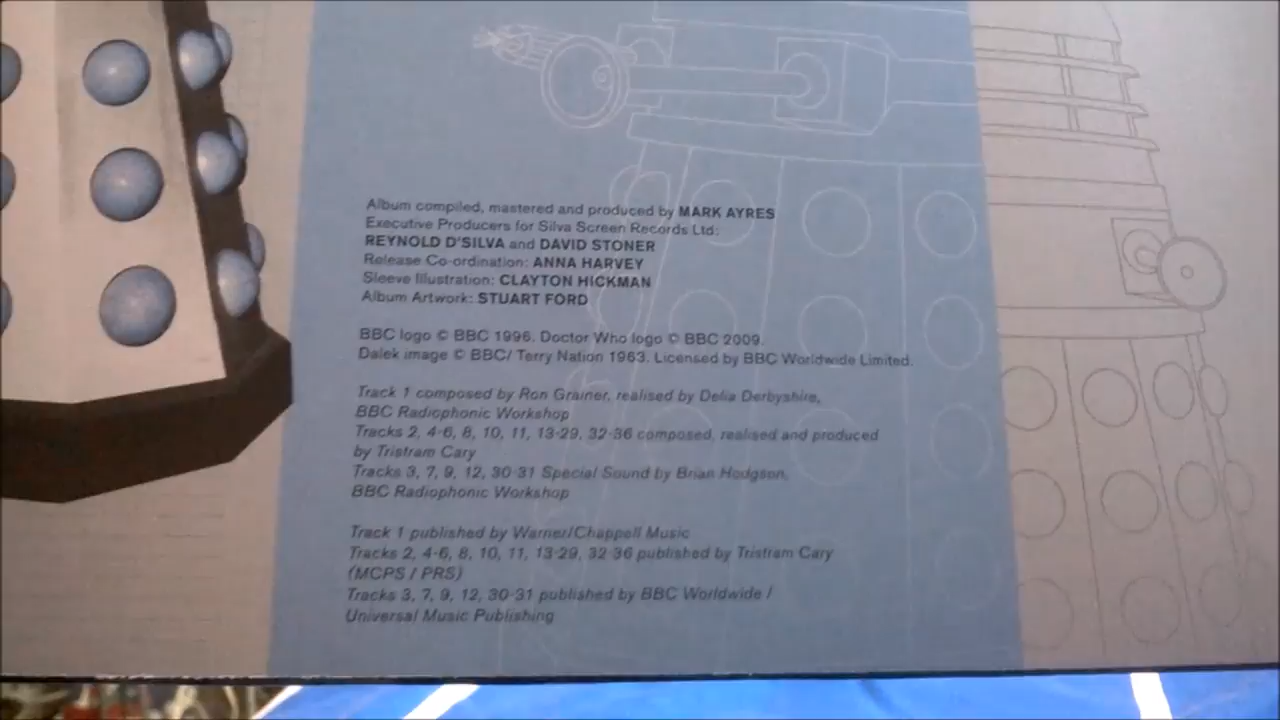 Album compiled, mastered and produced by MARK AYRES
Executive Producers for Silva Screen Records Ltd:
REYNOLD D'SILVA and DAVID STONER
Release Co-ordination: ANNA HARVEY
Sleeve Illustration: CLAYTON HICKMAN
Album Artwork: STUART FORD
BBC logo © BBC 1996. Doctor Who logo © BBC 2009.
Dalek image © BBC/ Terry Nation 1963. Licensed by BBC Worldwide Limited.
Track 1 composed by Ron Grainer, realised by Delia Derbyshire,
BBC Radiophonic Workshop
Tracks 2, 4-6, 8, 10, 11, 13-29, 32-36 composed, realised and produced
by Tristram Cary
Tracks 3, 7, 9, 12, 30-31 Special Sound by Brian Hodgson,
BBC Radiophonic Workshop
Track 1 published by Warner/Chappell Music
Tracks 2, 4-6, 8, 10, 11, 13-29, 32-36 published by Tristram Cary
(MCPS / PRS)
Tracks 3, 7, 9, 12, 30-31 published by BBC Worldwide /
Universal Music Publishing